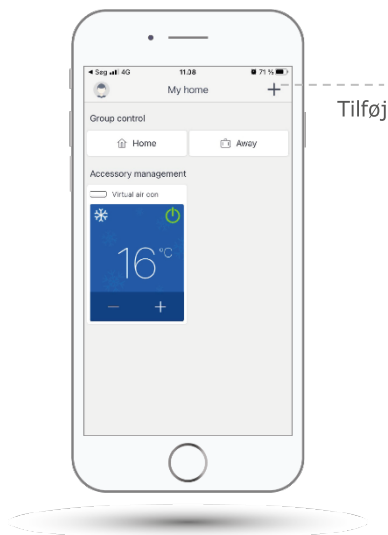 ◀ Søg 4G 11.38 71 %
My home +
Tilføj
Group control
Home Away
Accessory management
Virtual air con
16°C
− +